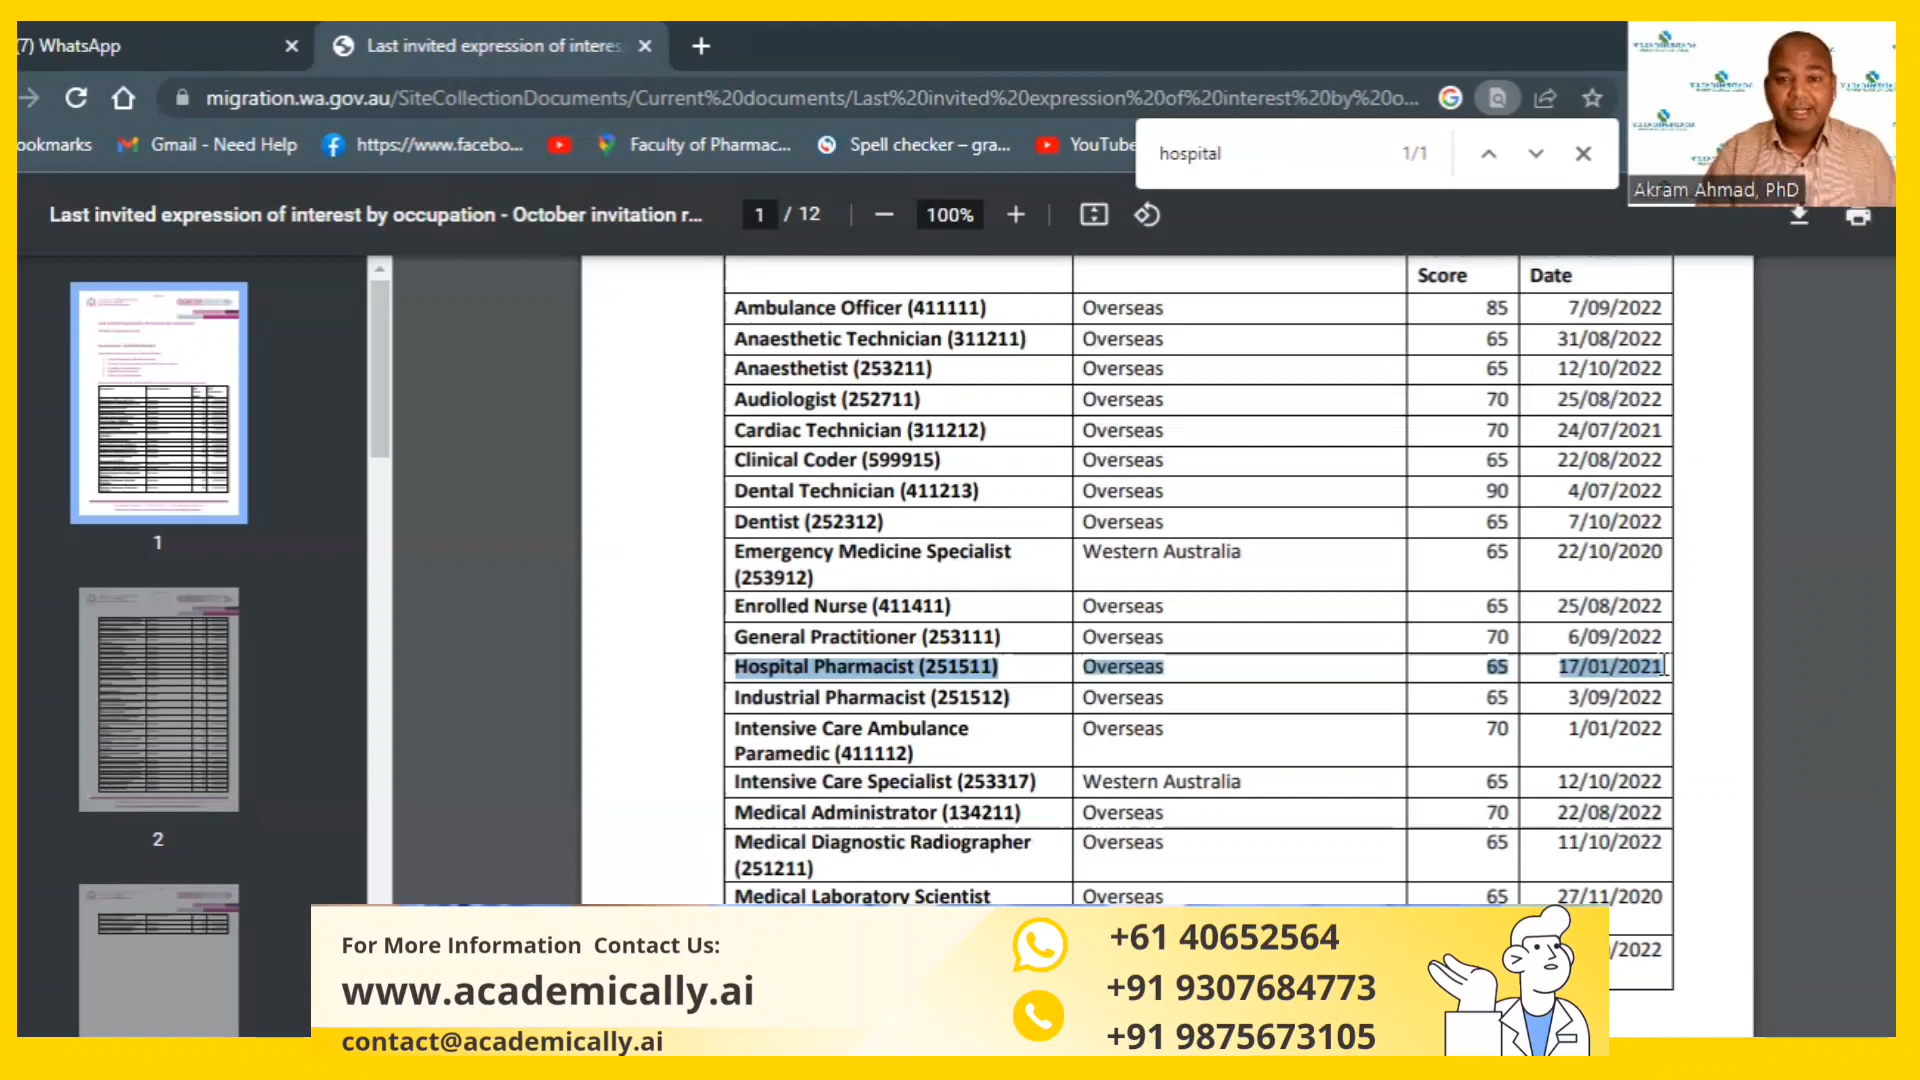 7) WhatsApp
Last invited expression of interes
migration.wa.gov.au/SiteCollectionDocuments/Current%20documents/Last%20invited%20expression%20of%20interest%20by%20o...
ookmarks
Gmail - Need Help
https://www.facebo...
Faculty of Pharmac...
Spell checker – gra...
YouTube
hospital 1/1
Akram Ahmad, PhD
Last invited expression of interest by occupation - October invitation r...
1 / 12
100%
1
2
Score Date
Ambulance Officer (411111) Overseas 85 7/09/2022
Anaesthetic Technician (311211) Overseas 65 31/08/2022
Anaesthetist (253211) Overseas 65 12/10/2022
Audiologist (252711) Overseas 70 25/08/2022
Cardiac Technician (311212) Overseas 70 24/07/2021
Clinical Coder (599915) Overseas 65 22/08/2022
Dental Technician (411213) Overseas 90 4/07/2022
Dentist (252312) Overseas 65 7/10/2022
Emergency Medicine Specialist Western Australia 65 22/10/2020
(253912)
Enrolled Nurse (411411) Overseas 65 25/08/2022
General Practitioner (253111) Overseas 70 6/09/2022
Hospital Pharmacist (251511) Overseas 65 17/01/2021
Industrial Pharmacist (251512) Overseas 65 3/09/2022
Intensive Care Ambulance Overseas 70 1/01/2022
Paramedic (411112)
Intensive Care Specialist (253317) Western Australia 65 12/10/2022
Medical Administrator (134211) Overseas 70 22/08/2022
Medical Diagnostic Radiographer Overseas 65 11/10/2022
(251211)
Medical Laboratory Scientist Overseas 65 27/11/2020
/2022
For More Information Contact Us:
www.academically.ai
contact@academically.ai
+61 40652564
+91 9307684773
+91 9875673105